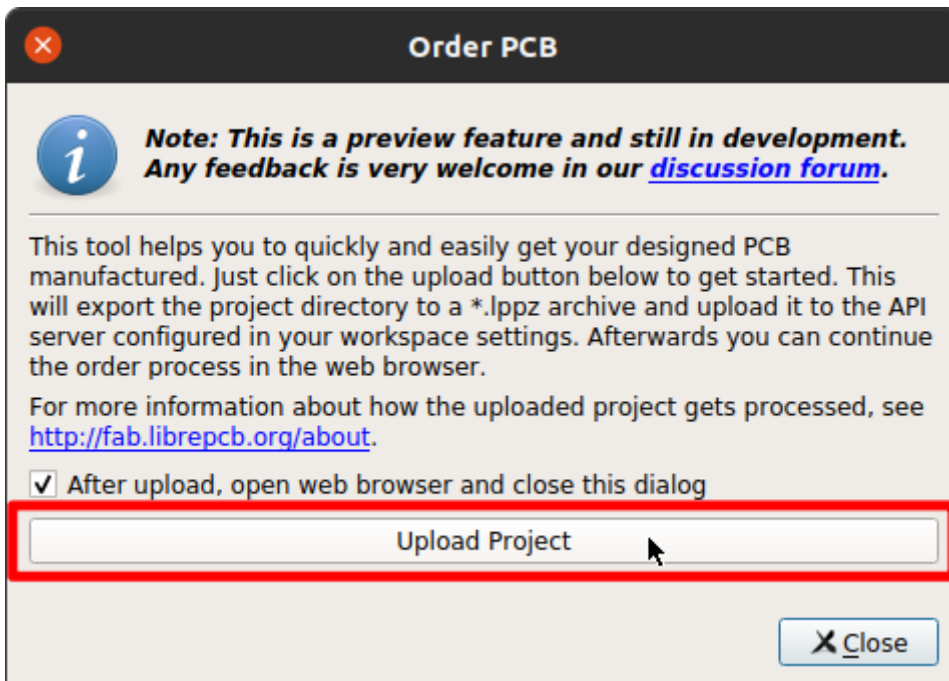 Order PCB
Note: This is a preview feature and still in development.
Any feedback is very welcome in our discussion forum.
This tool helps you to quickly and easily get your designed PCB
manufactured. Just click on the upload button below to get started. This
will export the project directory to a *.lppz archive and upload it to the API
server configured in your workspace settings. Afterwards you can continue
the order process in the web browser.
For more information about how the uploaded project gets processed, see
http://fab.librepcb.org/about.
After upload, open web browser and close this dialog
Upload Project
Close